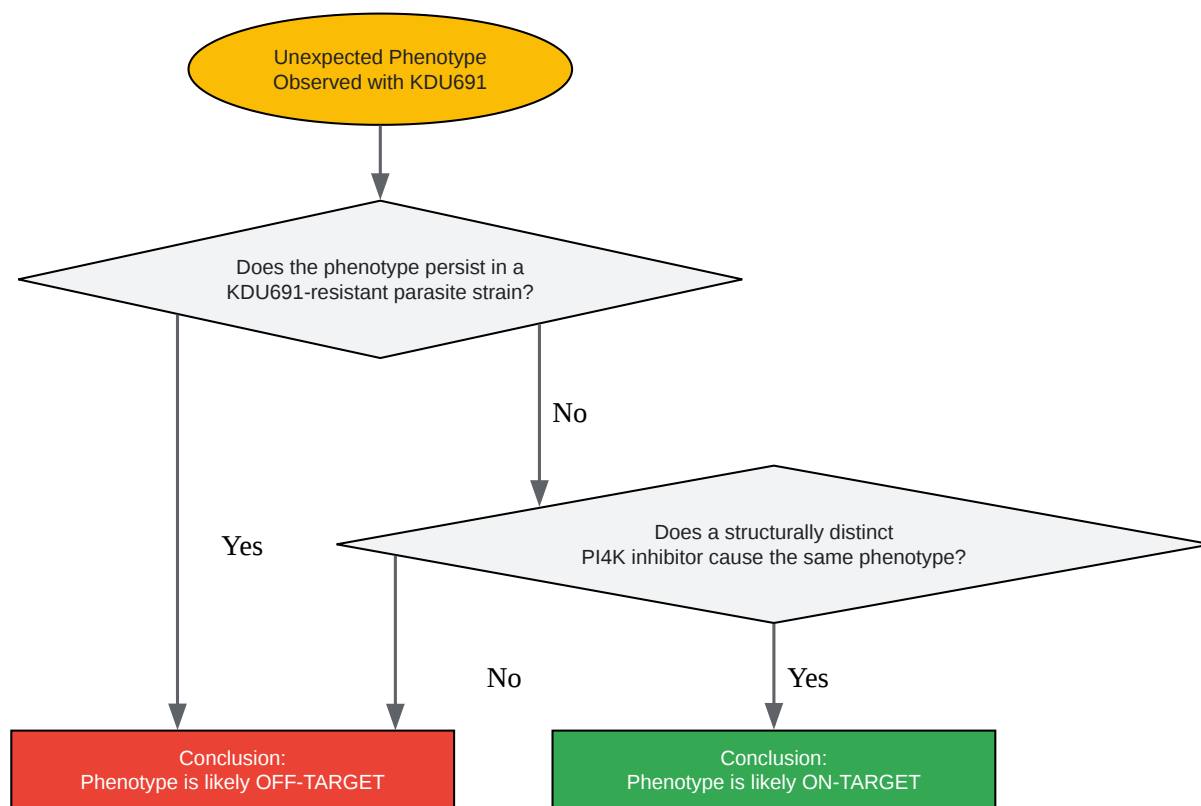 Unexpected Phenotype
Observed with KDU691
Does the phenotype persist in a
KDU691-resistant parasite strain?
No
Yes
Does a structurally distinct
PI4K inhibitor cause the same phenotype?
No
Yes
Conclusion:
Phenotype is likely OFF-TARGET
Conclusion:
Phenotype is likely ON-TARGET